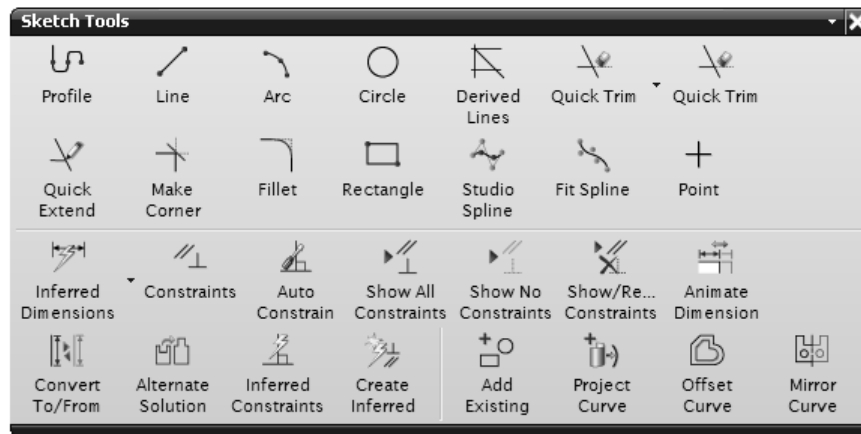 Sketch Tools
Profile Line Arc Circle Derived Lines Quick Trim Quick Trim
Quick Extend Make Corner Fillet Rectangle Studio Spline Fit Spline Point
Inferred Dimensions Constraints Auto Constrain Show All Constraints Show No Constraints Show/Re... Constraints Animate Dimension
Convert To/From Alternate Solution Inferred Constraints Create Inferred Add Existing Project Curve Offset Curve Mirror Curve